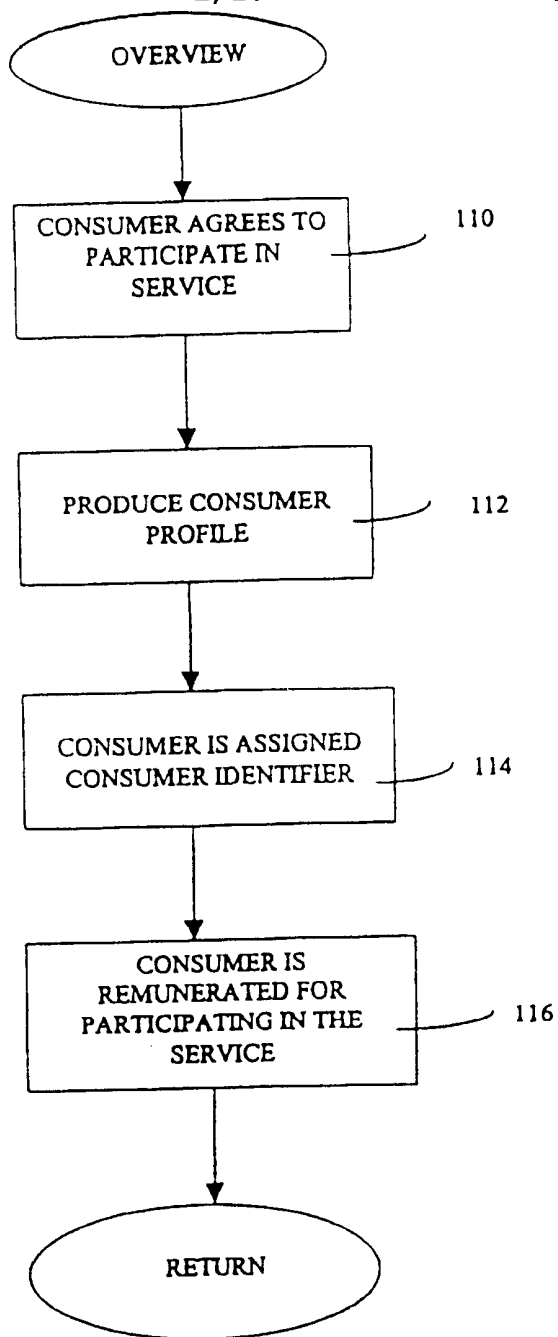 OVERVIEW
CONSUMER AGREES TO
PARTICIPATE IN
SERVICE
110
PRODUCE CONSUMER
PROFILE
112
CONSUMER IS ASSIGNED
CONSUMER IDENTIFIER
114
CONSUMER IS
REMUNERATED FOR
PARTICIPATING IN THE
SERVICE
116
RETURN